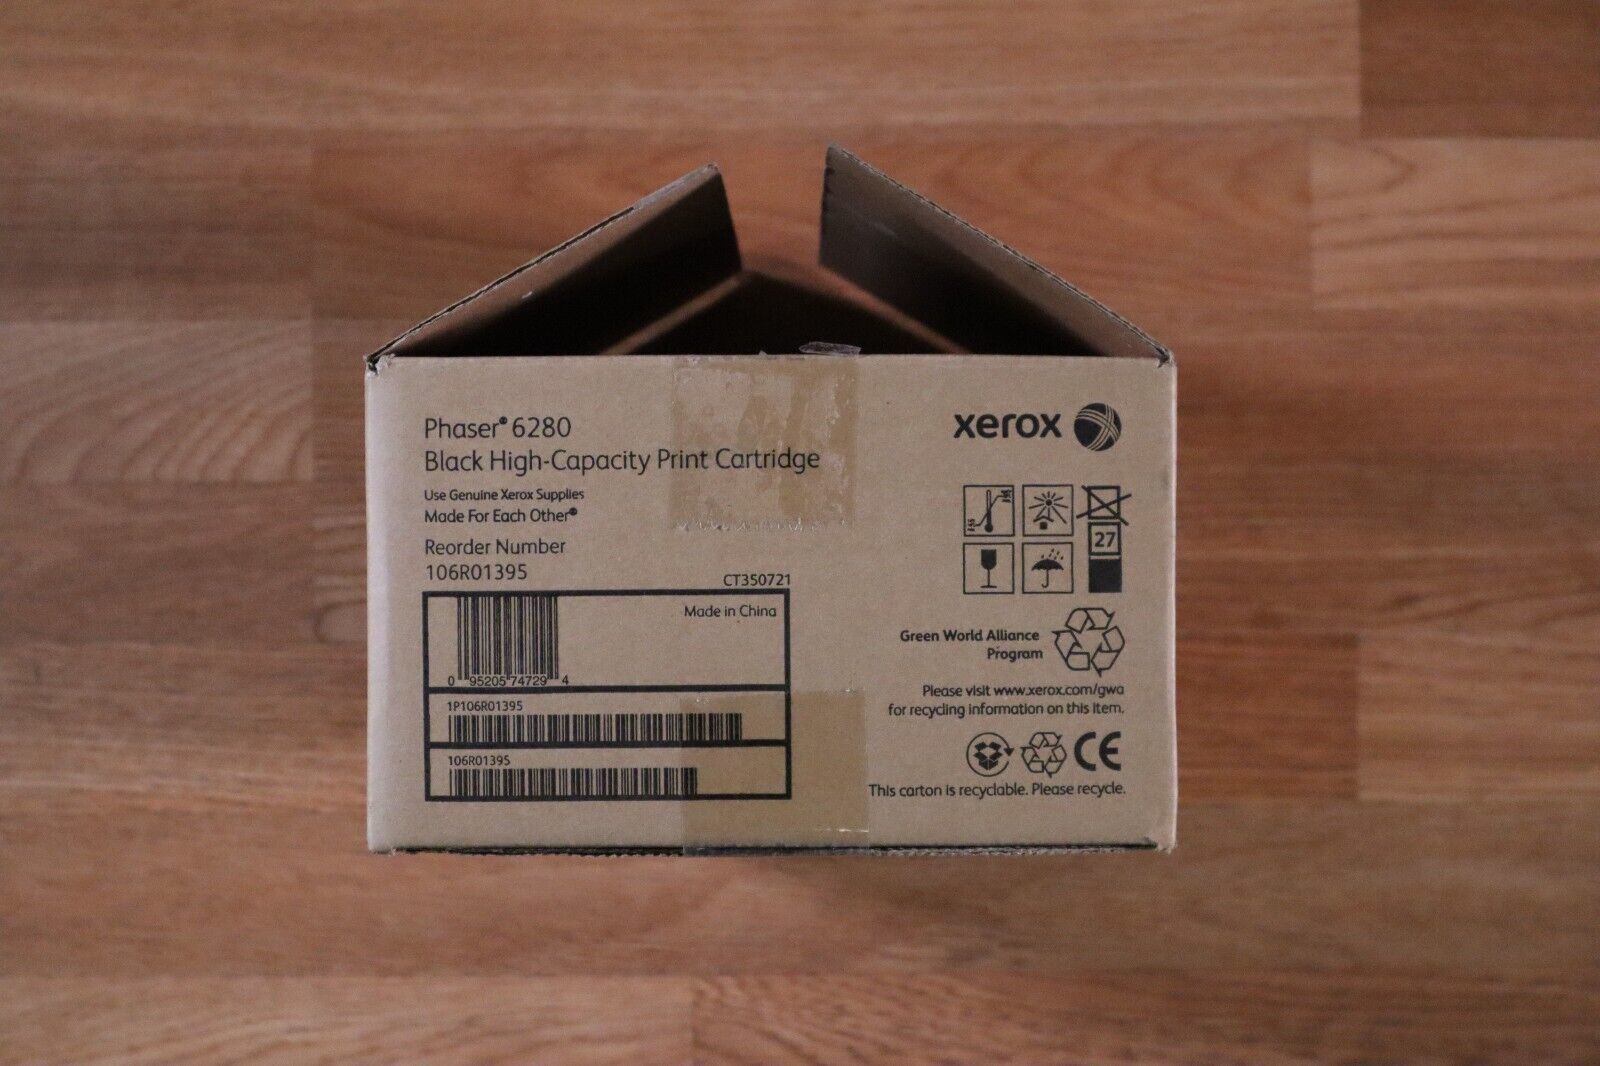 Phaser® 6280
Black High-Capacity Print Cartridge
Use Genuine Xerox Supplies
Made For Each Other®
Reorder Number
106R01395
CT350721
Made in China
0 95205 74729 4
1P106R01395
106R01395
xerox
27
Green World Alliance
Program
Please visit www.xerox.com/gwa
for recycling information on this item.
CE
This carton is recyclable. Please recycle.